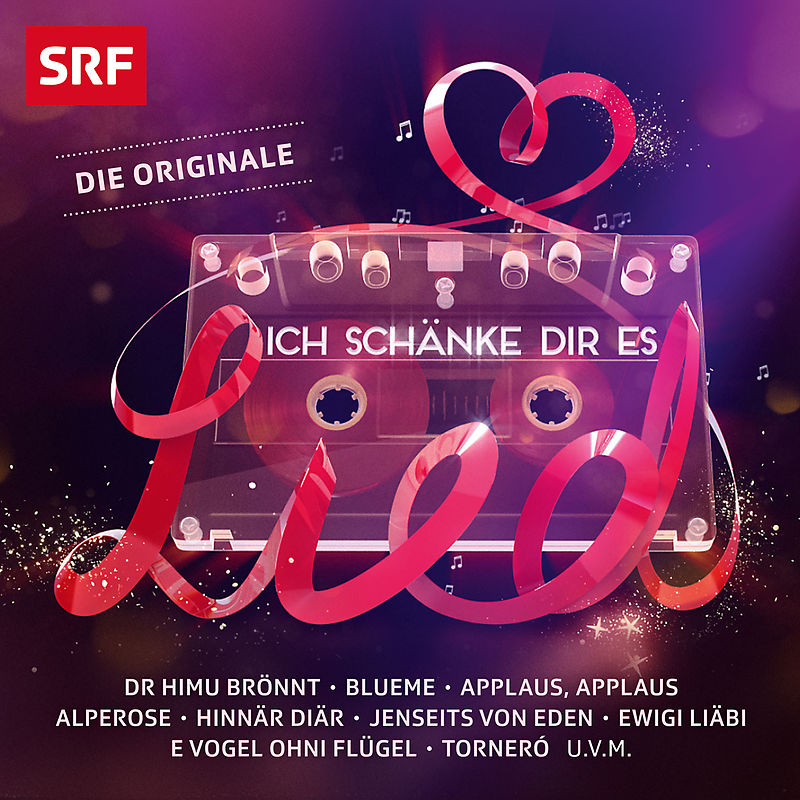 SRF
DIE ORIGINALE
ICH SCHÄNKE DIR ES
Lied
DR HIMU BRÖNNT • BLUEME • APPLAUS, APPLAUS
ALPEROSE • HINNÄR DIÄR • JENSEITS VON EDEN • EWIGI LIÄBI
E VOGEL OHNI FLÜGEL • TORNERÓ U.V.M.